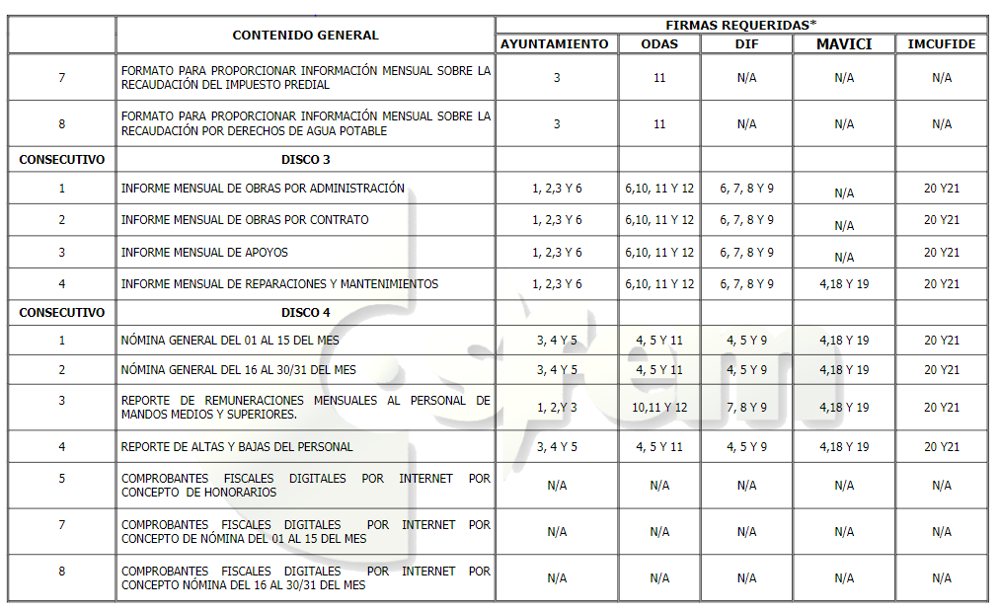 CONTENIDO GENERAL FIRMAS REQUERIDAS*
AYUNTAMIENTO ODAS DIF MAVICI IMCUFIDE
7 FORMATO PARA PROPORCIONAR INFORMACIÓN MENSUAL SOBRE LA 3 11 N/A N/A N/A
RECAUDACIÓN DEL IMPUESTO PREDIAL
8 FORMATO PARA PROPORCIONAR INFORMACIÓN MENSUAL SOBRE LA 3 11 N/A N/A N/A
RECAUDACIÓN POR DERECHOS DE AGUA POTABLE
CONSECUTIVO DISCO 3
1 INFORME MENSUAL DE OBRAS POR ADMINISTRACIÓN 1, 2,3 Y 6 6,10, 11 Y 12 6, 7, 8 Y 9 N/A 20 Y21
2 INFORME MENSUAL DE OBRAS POR CONTRATO 1, 2,3 Y 6 6,10, 11 Y 12 6, 7, 8 Y 9 N/A 20 Y21
3 INFORME MENSUAL DE APOYOS 1, 2,3 Y 6 6,10, 11 Y 12 6, 7, 8 Y 9 N/A 20 Y21
4 INFORME MENSUAL DE REPARACIONES Y MANTENIMIENTOS 1, 2,3 Y 6 6,10, 11 Y 12 6, 7, 8 Y 9 4,18 Y 19 20 Y21
CONSECUTIVO DISCO 4
1 NÓMINA GENERAL DEL 01 AL 15 DEL MES 3, 4 Y 5 4, 5 Y 11 4, 5 Y 9 4,18 Y 19 20 Y21
2 NÓMINA GENERAL DEL 16 AL 30/31 DEL MES 3, 4 Y 5 4, 5 Y 11 4, 5 Y 9 4,18 Y 19 20 Y21
3 REPORTE DE REMUNERACIONES MENSUALES AL PERSONAL DE 1, 2,Y 3 10,11 Y 12 7, 8 Y 9 4,18 Y 19 20 Y21
MANDOS MEDIOS Y SUPERIORES.
4 REPORTE DE ALTAS Y BAJAS DEL PERSONAL 3, 4 Y 5 4, 5 Y 11 4, 5 Y 9 4,18 Y 19 20 Y21
5 COMPROBANTES FISCALES DIGITALES POR INTERNET POR N/A N/A N/A N/A N/A
CONCEPTO DE HONORARIOS
7 COMPROBANTES FISCALES DIGITALES POR INTERNET POR N/A N/A N/A N/A N/A
CONCEPTO DE NÓMINA DEL 01 AL 15 DEL MES
8 COMPROBANTES FISCALES DIGITALES POR INTERNET POR N/A N/A N/A N/A N/A
CONCEPTO NÓMINA DEL 16 AL 30/31 DEL MES
osfem